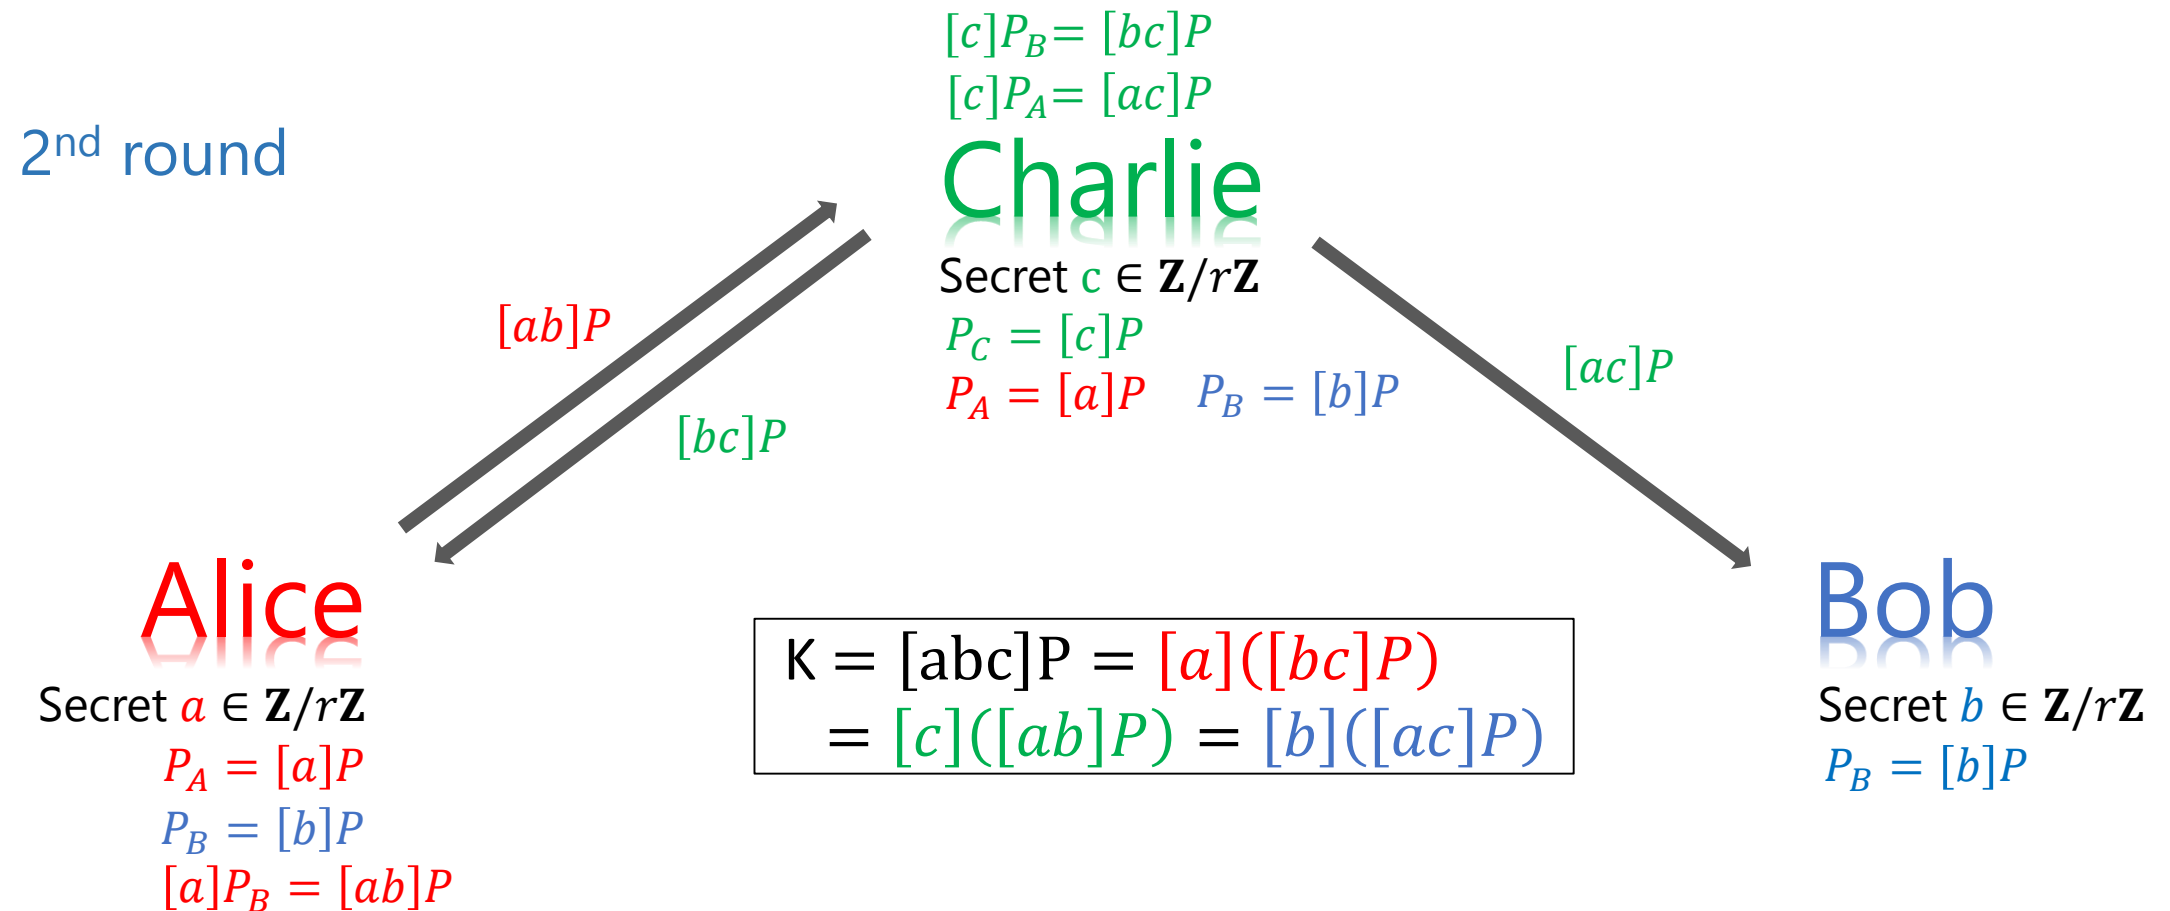 [c]P_B = [bc]P
[c]P_A = [ac]P
2nd round
Charlie
Secret c ∈ Z/rZ
P_C = [c]P
P_A = [a]P P_B = [b]P
[ab]P
[bc]P
[ac]P
Alice
Secret a ∈ Z/rZ
P_A = [a]P
P_B = [b]P
[a]P_B = [ab]P
K = [abc]P = [a]([bc]P)
= [c]([ab]P) = [b]([ac]P)
Bob
Secret b ∈ Z/rZ
P_B = [b]P